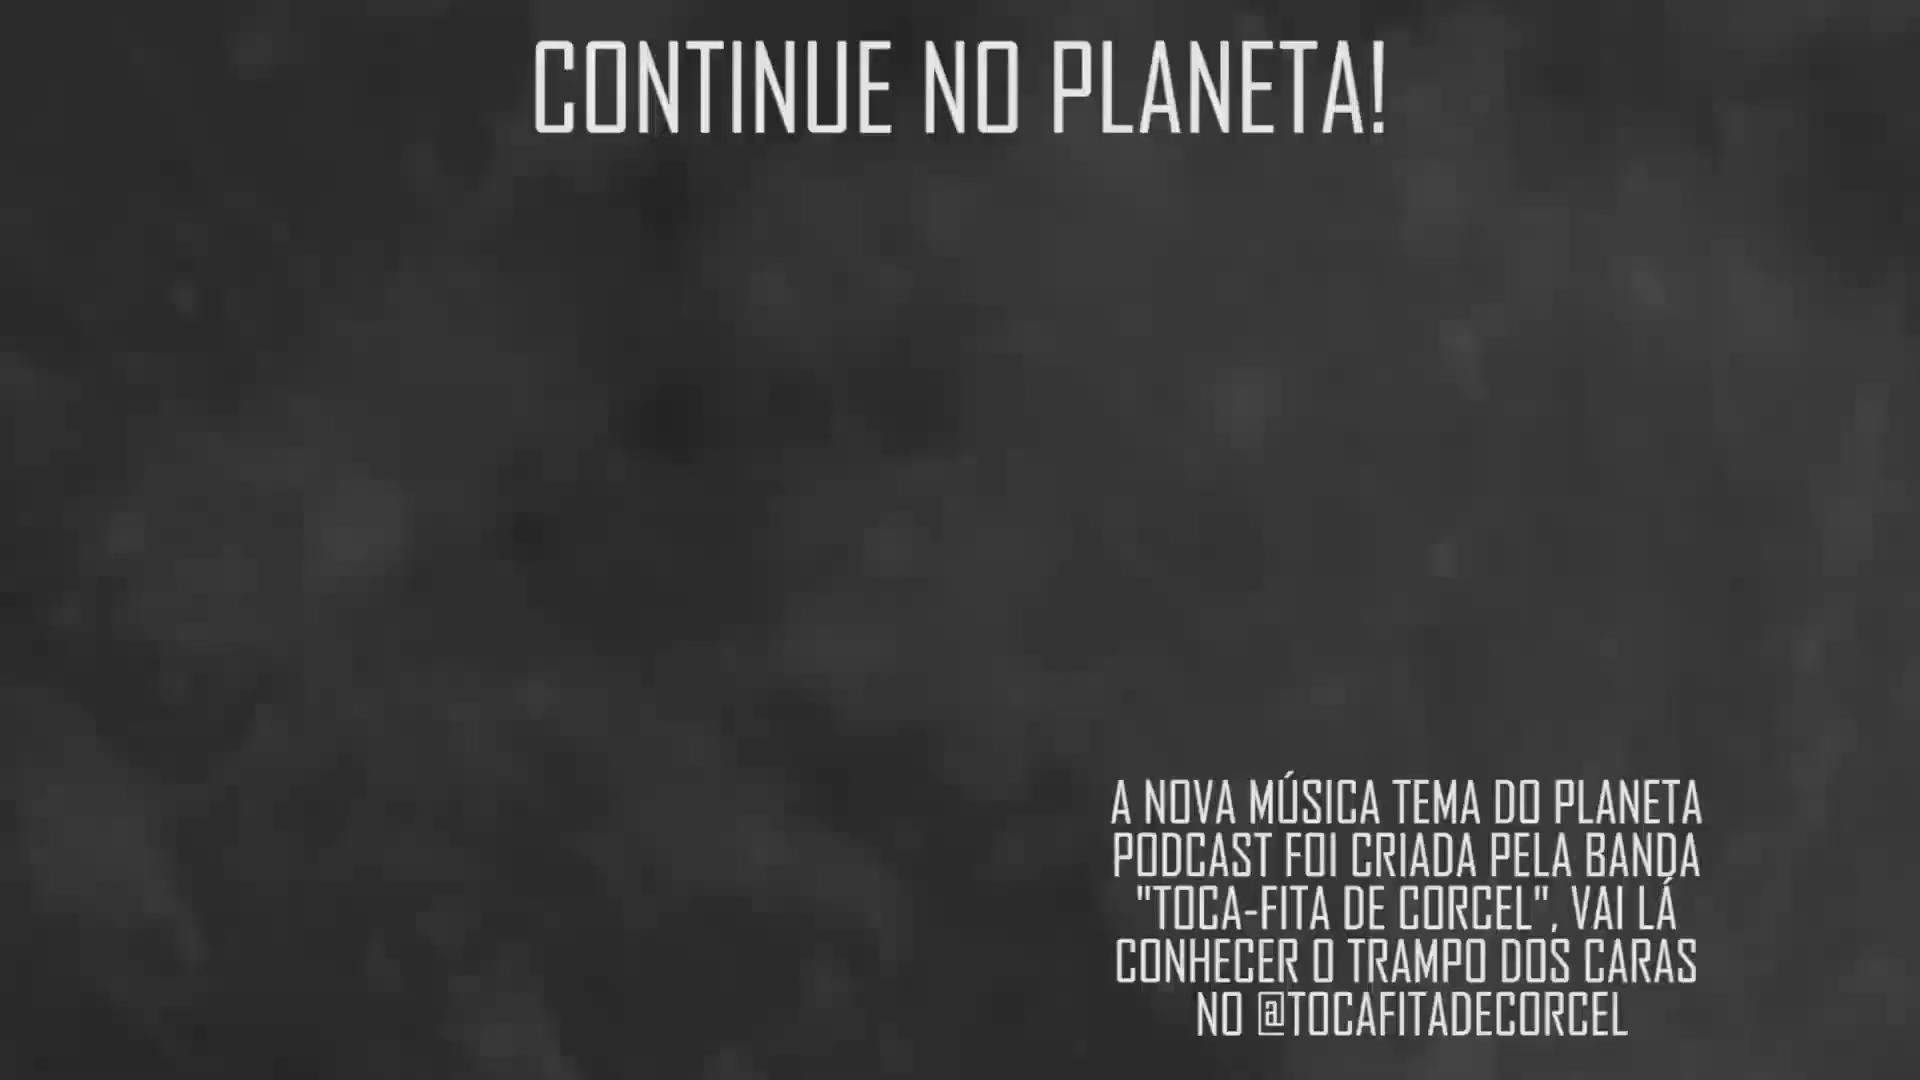 CONTINUE NO PLANETA!
A NOVA MÚSICA TEMA DO PLANETA
PODCAST FOI CRIADA PELA BANDA
"TOCA-FITA DE CORCEL", VAI LÁ
CONHECER O TRAMPO DOS CARAS
NO @TOCAFITADECORCEL